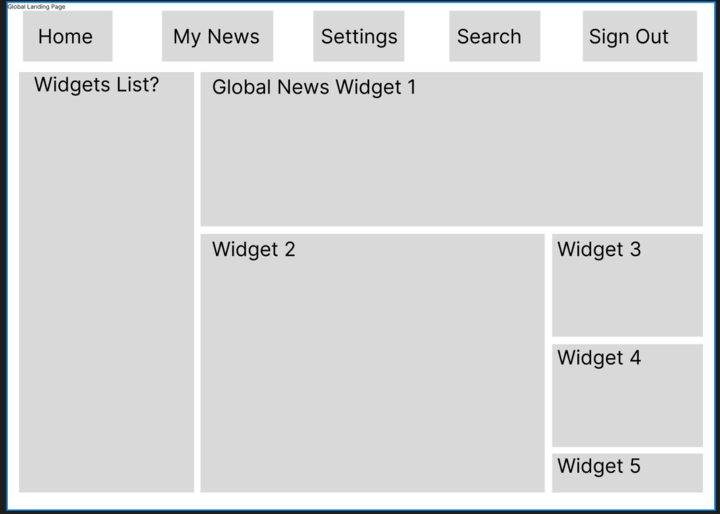 Global Landing Page
Home
My News
Settings
Search
Sign Out
Widgets List?
Global News Widget 1
Widget 2
Widget 3
Widget 4
Widget 5